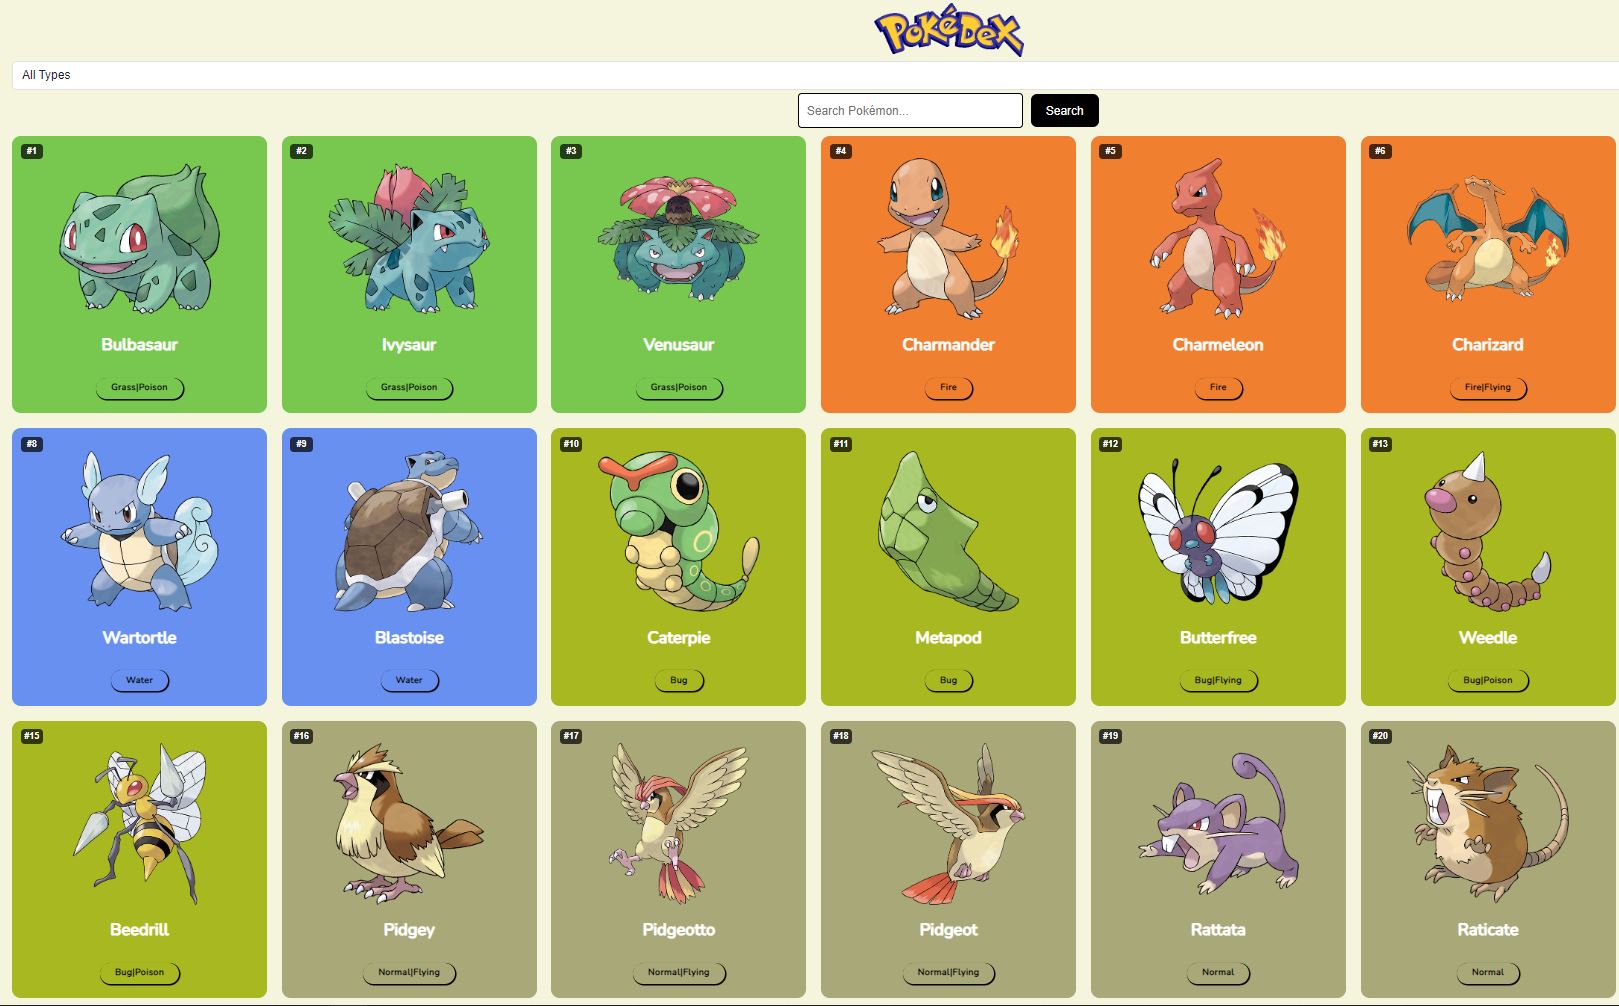 PokéDex
All Types
Search Pokémon...
Search
#1
Bulbasaur
Grass|Poison
#2
Ivysaur
Grass|Poison
#3
Venusaur
Grass|Poison
#4
Charmander
Fire
#5
Charmeleon
Fire
#6
Charizard
Fire|Flying
#8
Wartortle
Water
#9
Blastoise
Water
#10
Caterpie
Bug
#11
Metapod
Bug
#12
Butterfree
Bug|Flying
#13
Weedle
Bug|Poison
#15
Beedrill
Bug|Poison
#16
Pidgey
Normal|Flying
#17
Pidgeotto
Normal|Flying
#18
Pidgeot
Normal|Flying
#19
Rattata
Normal
#20
Raticate
Normal